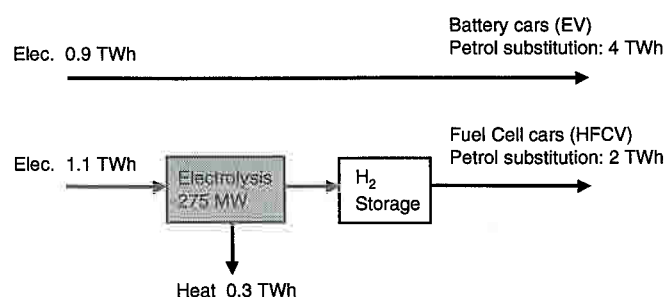 Battery cars (EV)
Elec. 0.9 TWh
Petrol substitution: 4 TWh
Fuel Cell cars (HFCV)
Elec. 1.1 TWh
Petrol substitution: 2 TWh
Electrolysis
275 MW
H₂
Storage
Heat 0.3 TWh